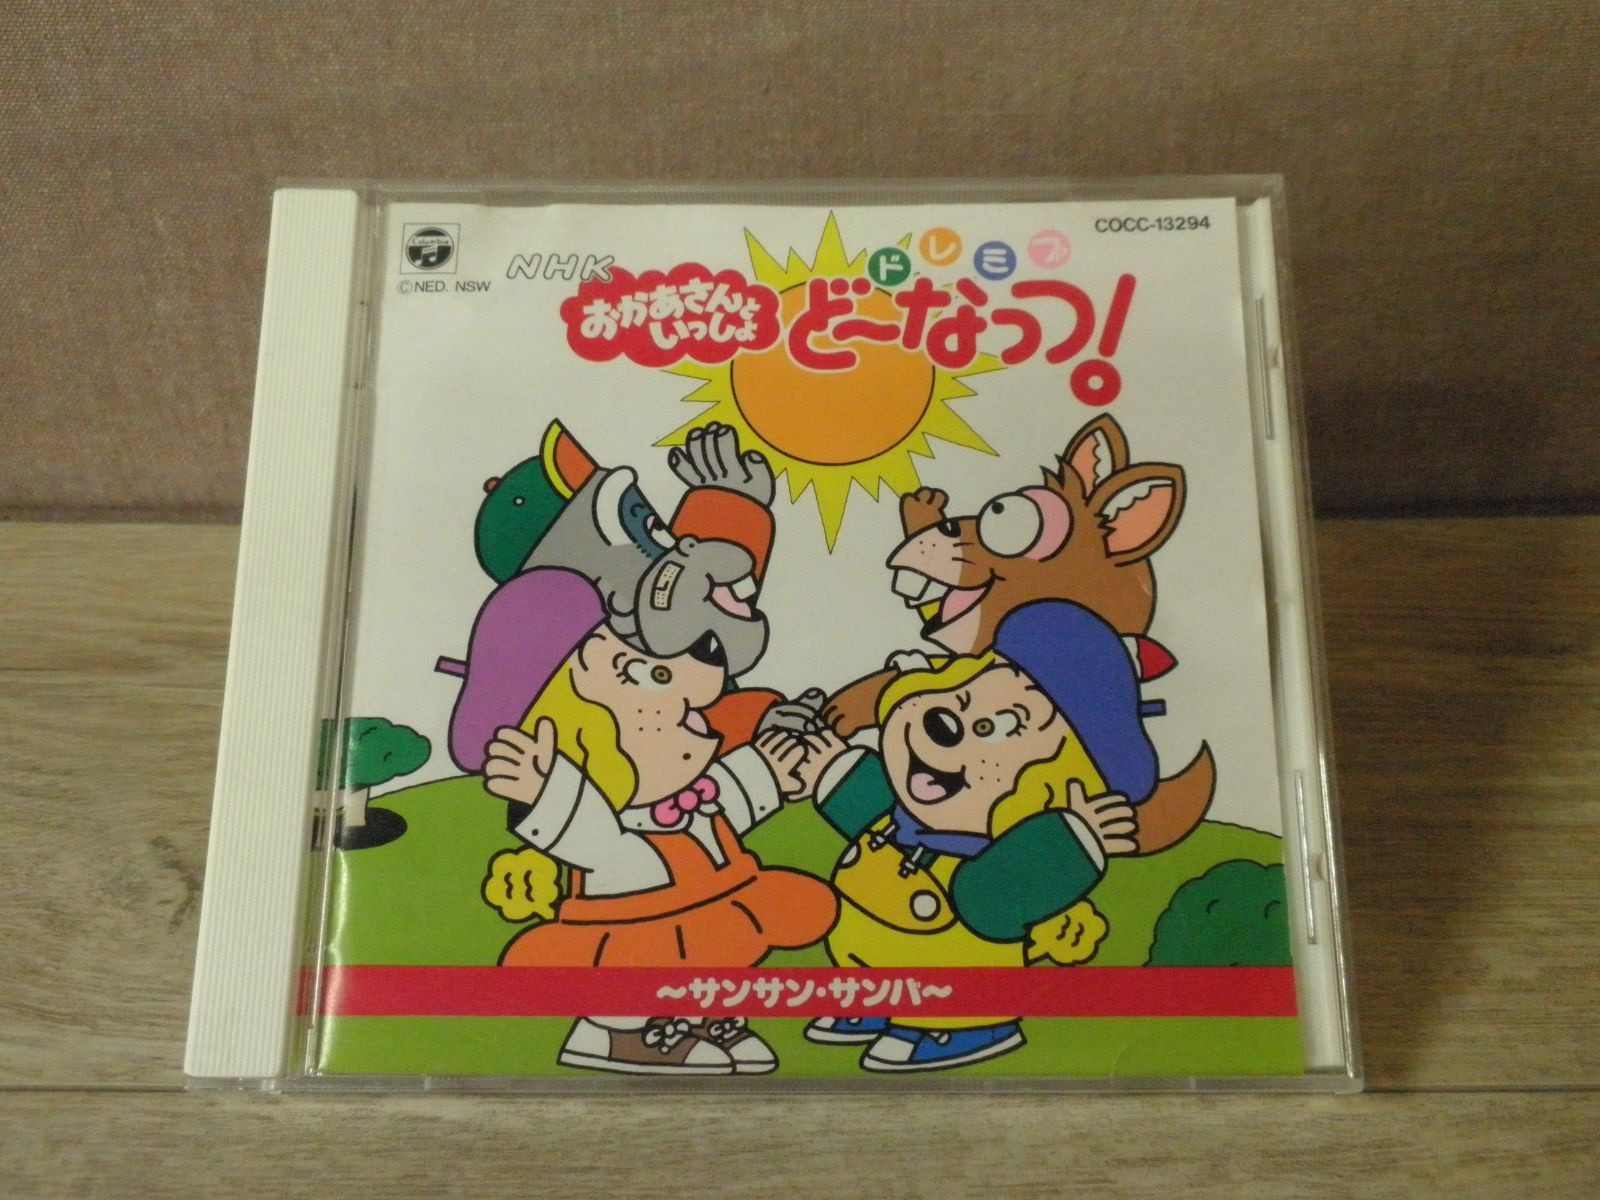 COCC-13294
Columbia
©NED. NSW
NHK
おかあさんと
いっしょ
ドレミファ
ど〜なっつ!
〜サンサン・サンバ〜